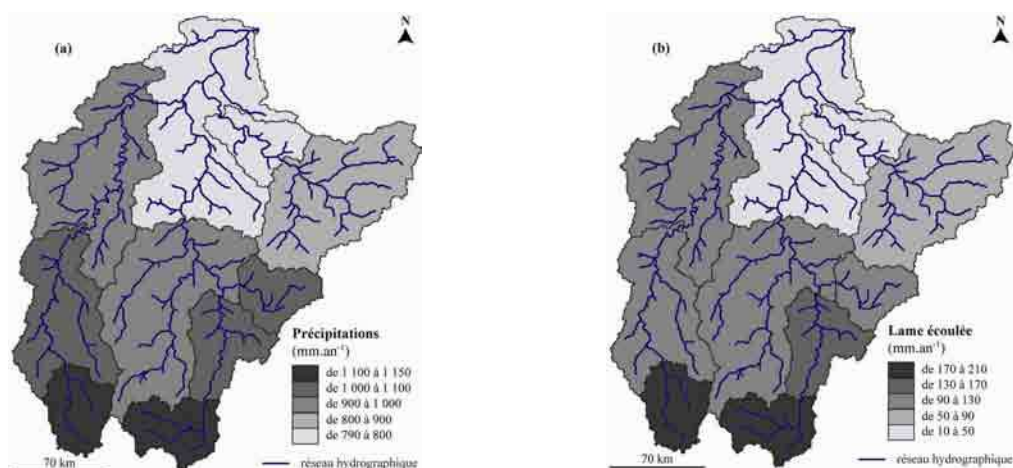 (a)
N
Précipitations
(mm.an⁻¹)
de 1 100 à 1 150
de 1 000 à 1 100
de 900 à 1 000
de 800 à 900
de 790 à 800
70 km
réseau hydrographique
(b)
N
Lame écoulée
(mm.an⁻¹)
de 170 à 210
de 130 à 170
de 90 à 130
de 50 à 90
de 10 à 50
70 km
réseau hydrographique